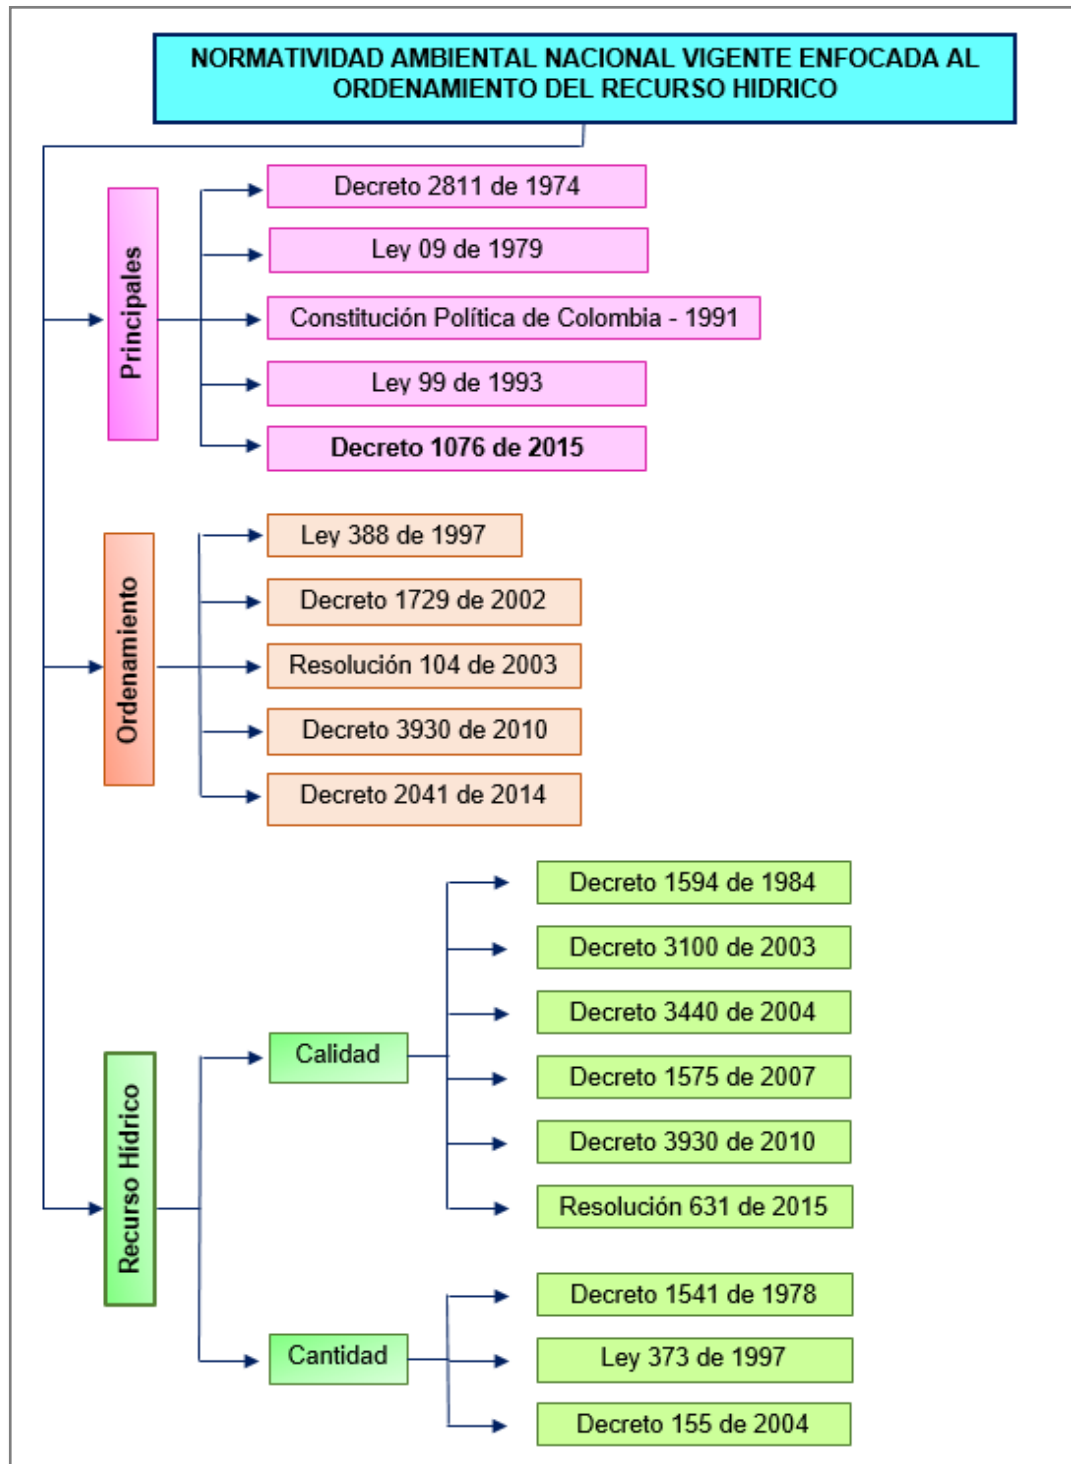 NORMATIVIDAD AMBIENTAL NACIONAL VIGENTE ENFOCADA AL
ORDENAMIENTO DEL RECURSO HIDRICO
Principales
Decreto 2811 de 1974
Ley 09 de 1979
Constitución Política de Colombia - 1991
Ley 99 de 1993
Decreto 1076 de 2015
Ordenamiento
Ley 388 de 1997
Decreto 1729 de 2002
Resolución 104 de 2003
Decreto 3930 de 2010
Decreto 2041 de 2014
Recurso Hídrico
Calidad
Decreto 1594 de 1984
Decreto 3100 de 2003
Decreto 3440 de 2004
Decreto 1575 de 2007
Decreto 3930 de 2010
Resolución 631 de 2015
Cantidad
Decreto 1541 de 1978
Ley 373 de 1997
Decreto 155 de 2004